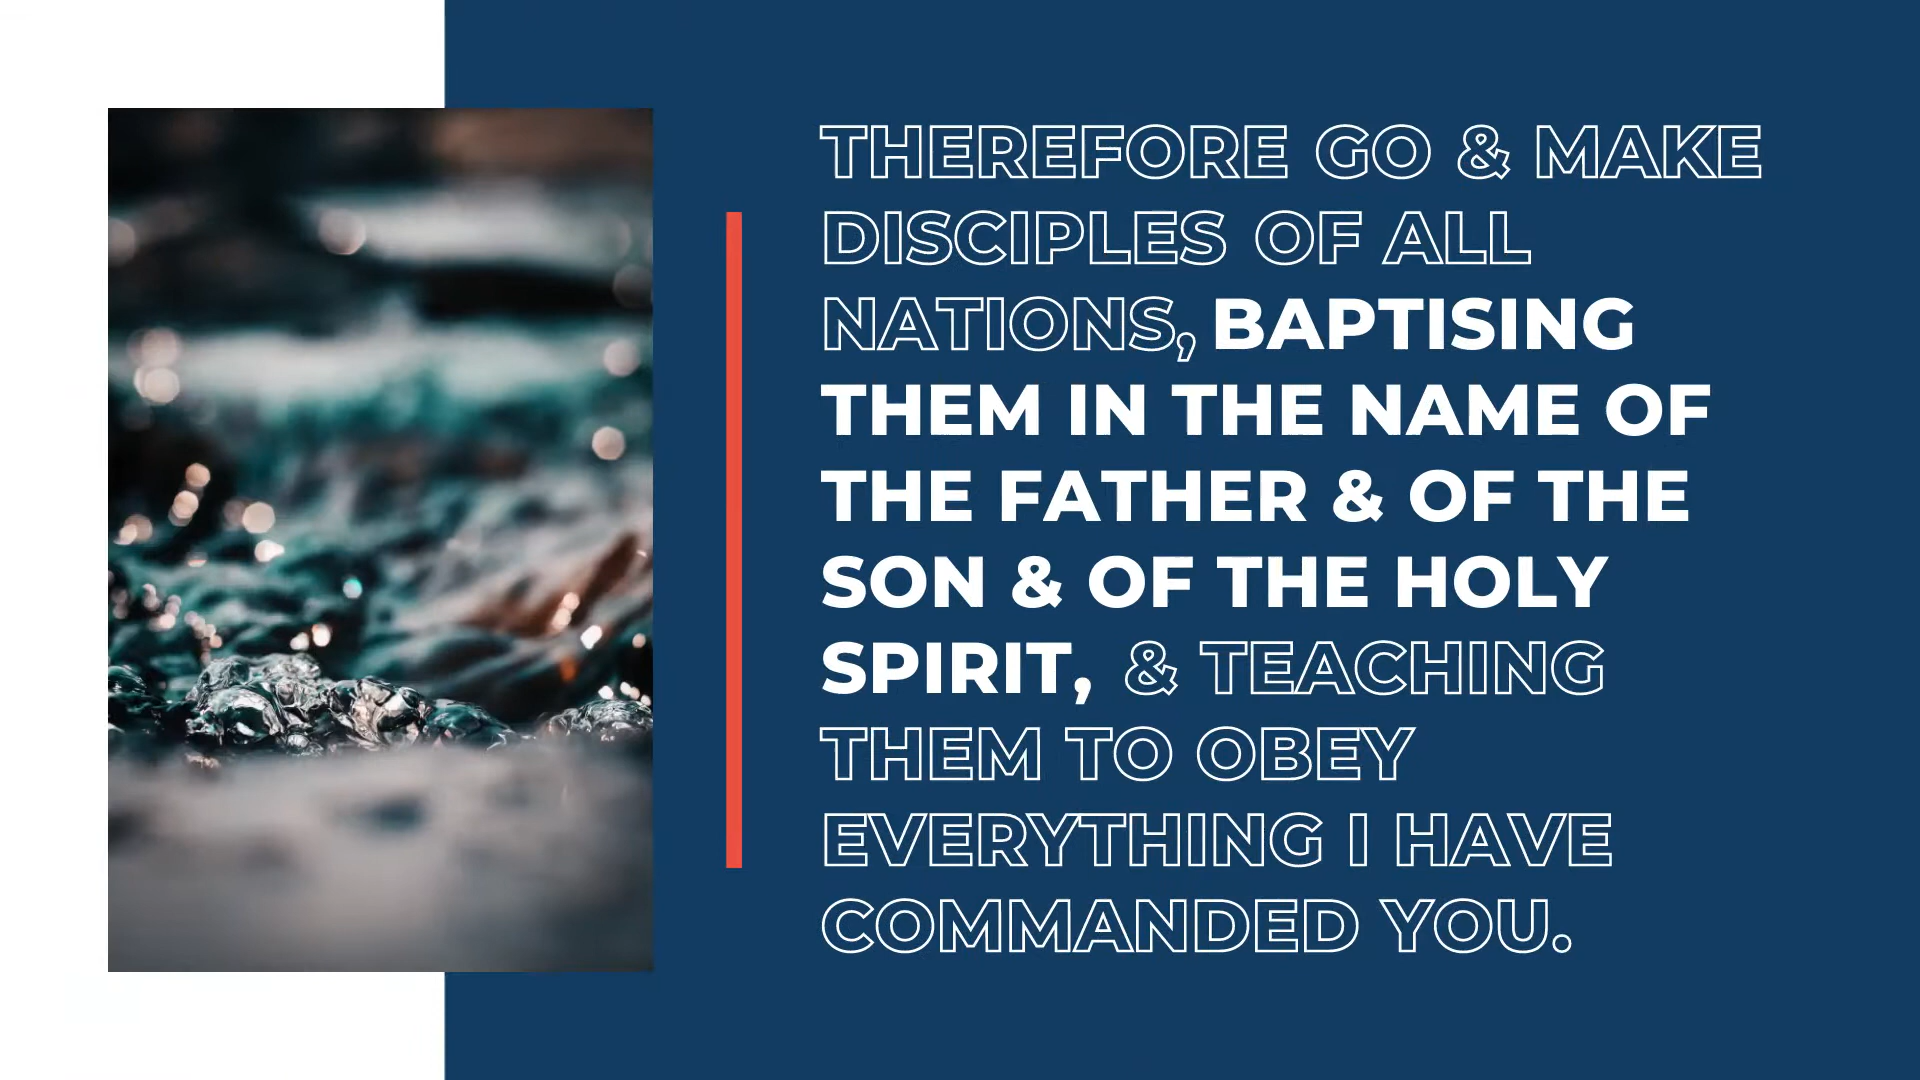 THEREFORE GO & MAKE
DISCIPLES OF ALL
NATIONS, BAPTISING
THEM IN THE NAME OF
THE FATHER & OF THE
SON & OF THE HOLY
SPIRIT, & TEACHING
THEM TO OBEY
EVERYTHING I HAVE
COMMANDED YOU.